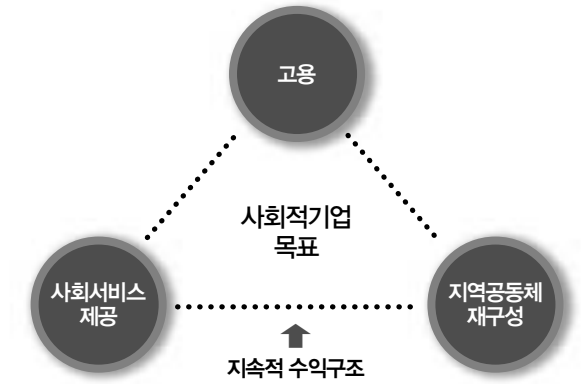 고용
사회적기업
목표
사회서비스
제공
지역공동체
재구성
지속적 수익구조